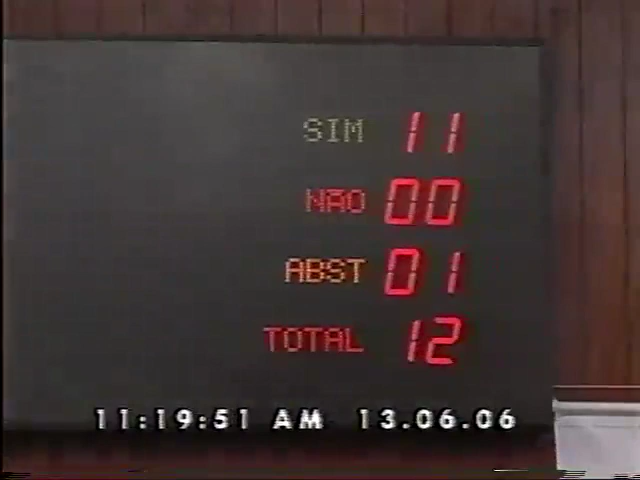 SIM 11
NÃO 00
ABST 01
TOTAL 12
11:19:51 AM 13.06.06